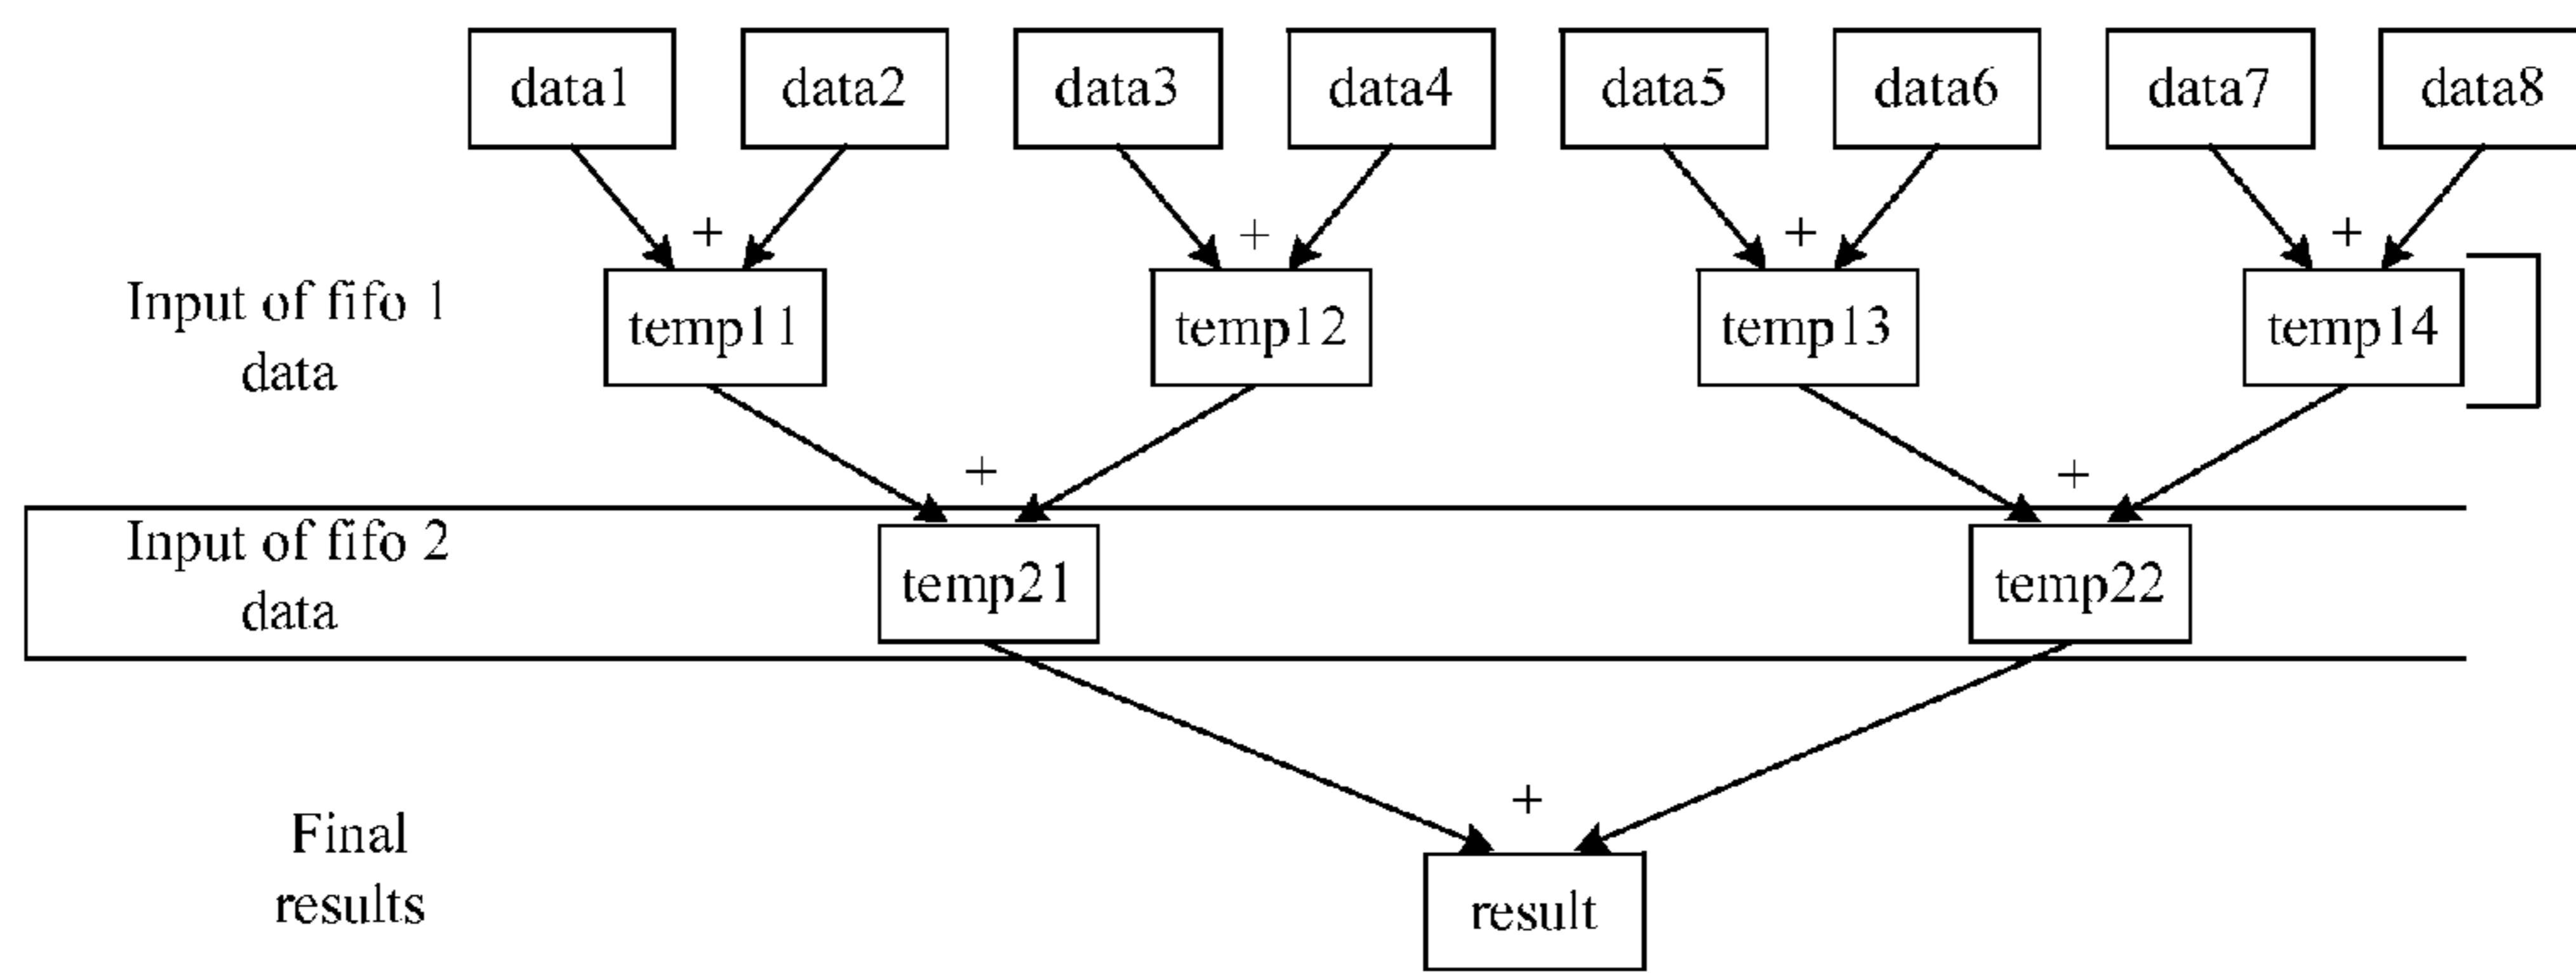 data1 data2 data3 data4 data5 data6 data7 data8
+ + + +
Input of fifo 1
data
temp11 temp12 temp13 temp14
+ +
Input of fifo 2
data
temp21 temp22
+
Final
results
result